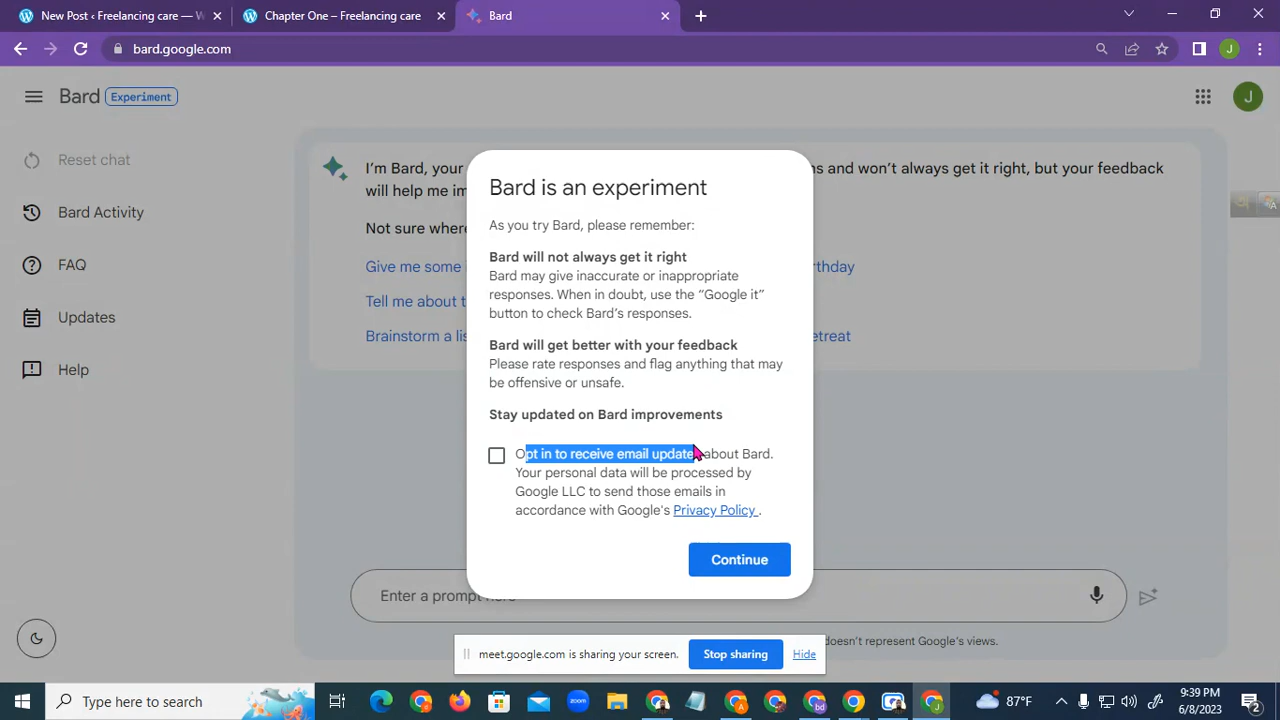 New Post ‹ Freelancing care — W
Chapter One – Freelancing care
Bard
bard.google.com
J
Bard Experiment
J
Reset chat
Bard Activity
FAQ
Updates
Help
I'm Bard, your
ns and won't always get it right, but your feedback
will help me im
Not sure where
Give me some i
rthday
Tell me about t
Brainstorm a lis
etreat
Bard is an experiment
As you try Bard, please remember:
Bard will not always get it right
Bard may give inaccurate or inappropriate
responses. When in doubt, use the “Google it”
button to check Bard's responses.
Bard will get better with your feedback
Please rate responses and flag anything that may
be offensive or unsafe.
Stay updated on Bard improvements
Opt in to receive email updates about Bard.
Your personal data will be processed by
Google LLC to send those emails in
accordance with Google's Privacy Policy .
Continue
Enter a prompt here
doesn't represent Google's views.
meet.google.com is sharing your screen.
Stop sharing
Hide
Type here to search
zoom
87°F
9:39 PM
6/8/2023
2